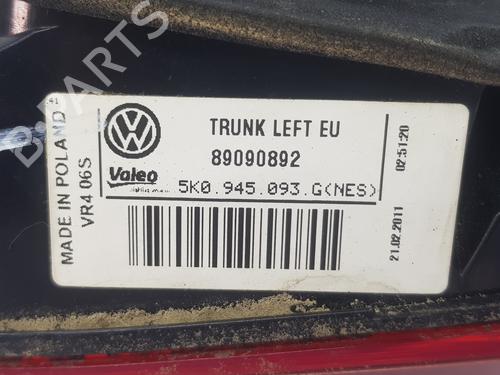 TRUNK LEFT EU
89090892
Valeo
5K0.945.093.G(NES)
MADE IN POLAND
VR4 06S
41
02:51:20
21.02.2011
B-Parts